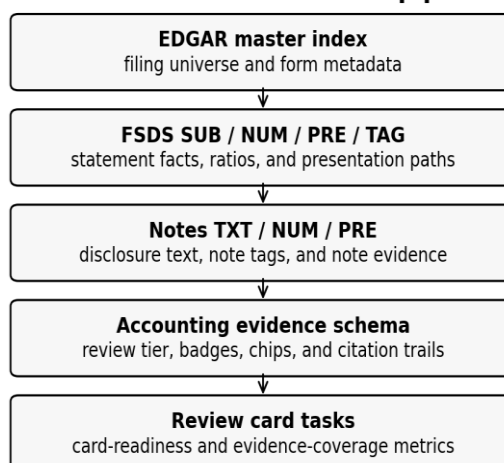 EDGAR master index
filing universe and form metadata
FSDS SUB / NUM / PRE / TAG
statement facts, ratios, and presentation paths
Notes TXT / NUM / PRE
disclosure text, note tags, and note evidence
Accounting evidence schema
review tier, badges, chips, and citation trails
Review card tasks
card-readiness and evidence-coverage metrics